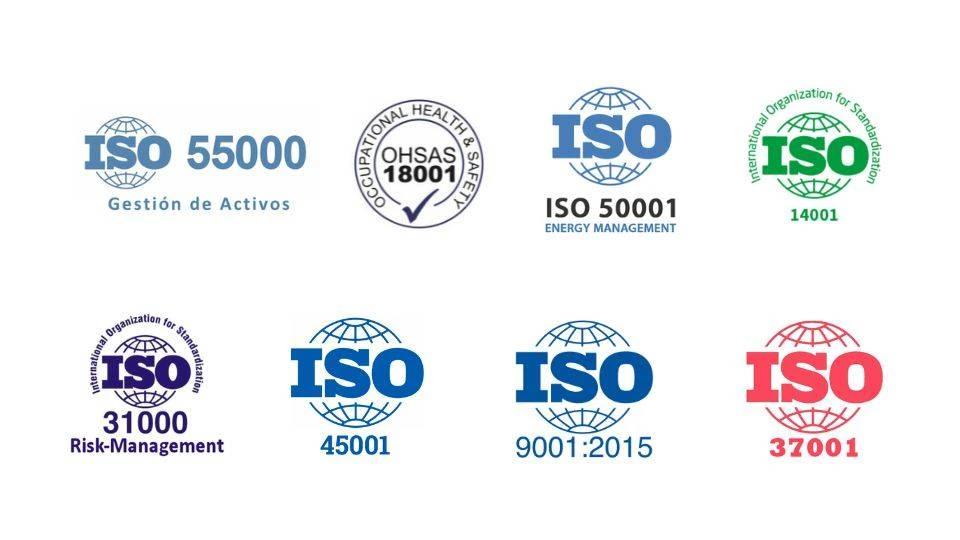 ISO 55000
Gestión de Activos
OCCUPATIONAL HEALTH & SAFETY
OHSAS
18001
ISO
ISO 50001
ENERGY MANAGEMENT
International Organization for Standardization
ISO
14001
International Organization for Standardization
ISO
31000
Risk-Management
ISO
45001
ISO
9001:2015
ISO
37001